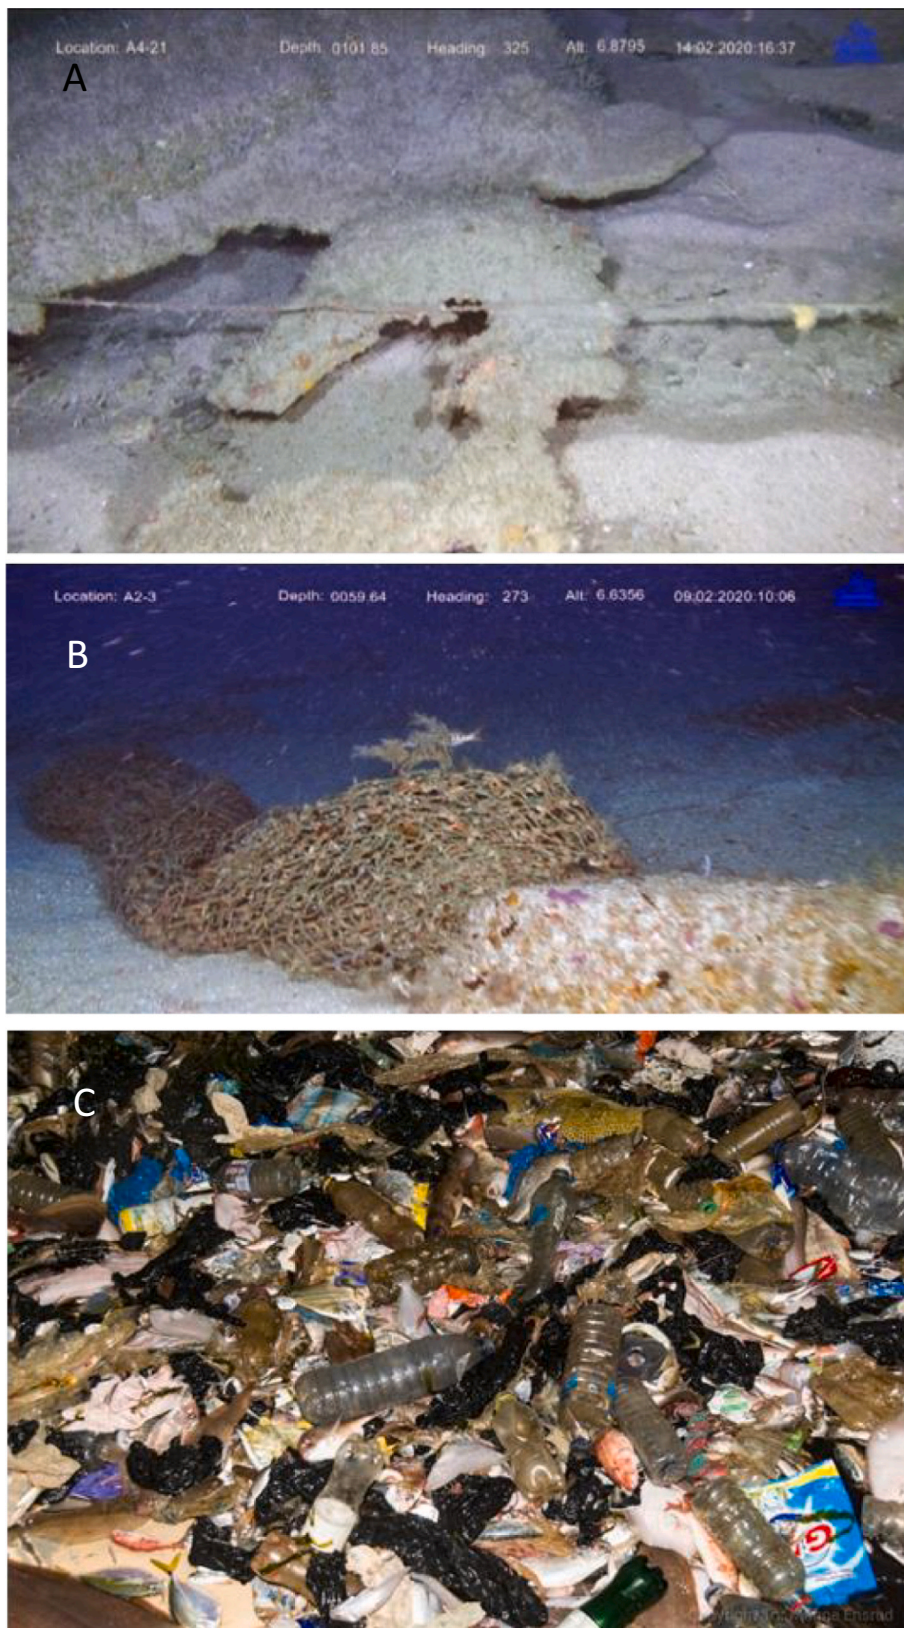 Location: A4-21 Depth: 0101.85 Heading: 325 Alt: 6.8795 14:02:2020:16:37
A
Location: A2-3 Depth: 0059.64 Heading: 273 Alt: 6.6356 09:02:2020:10:06
B
C
G
Copyright